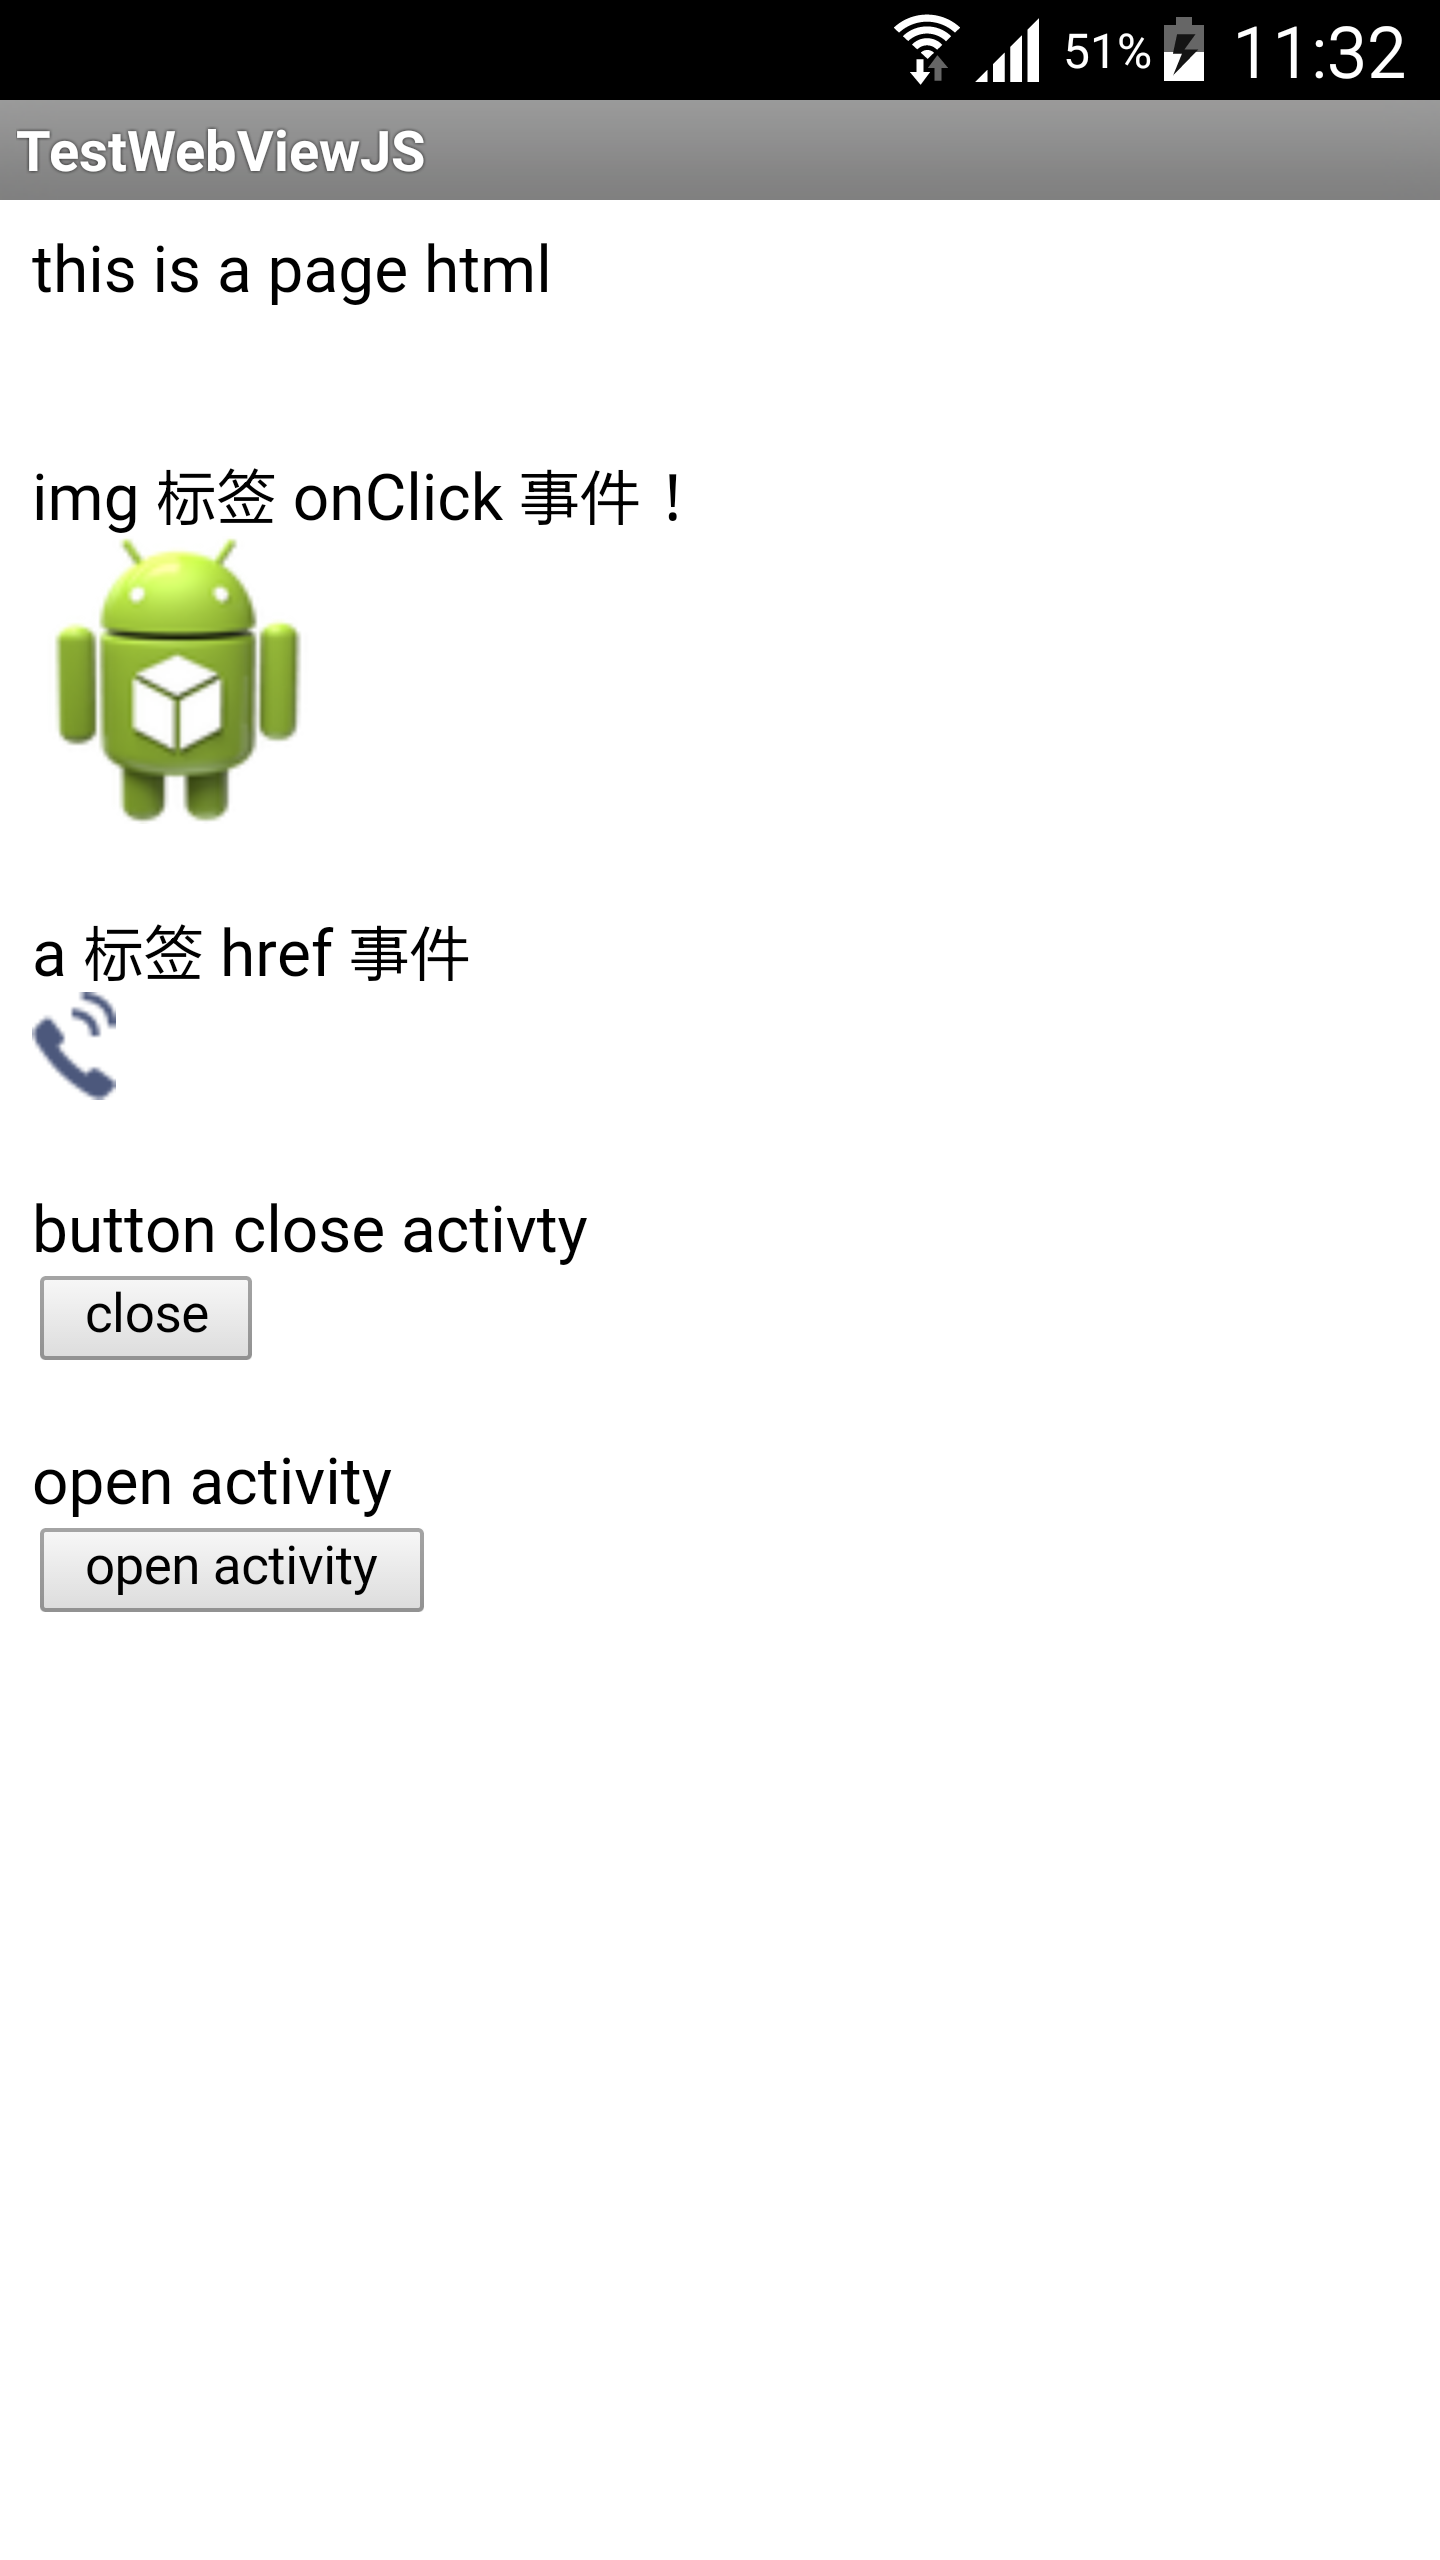 51% 11:32
TestWebViewJS
this is a page html
img 标签 onClick 事件！
a 标签 href 事件
button close activty
close
open activity
open activity